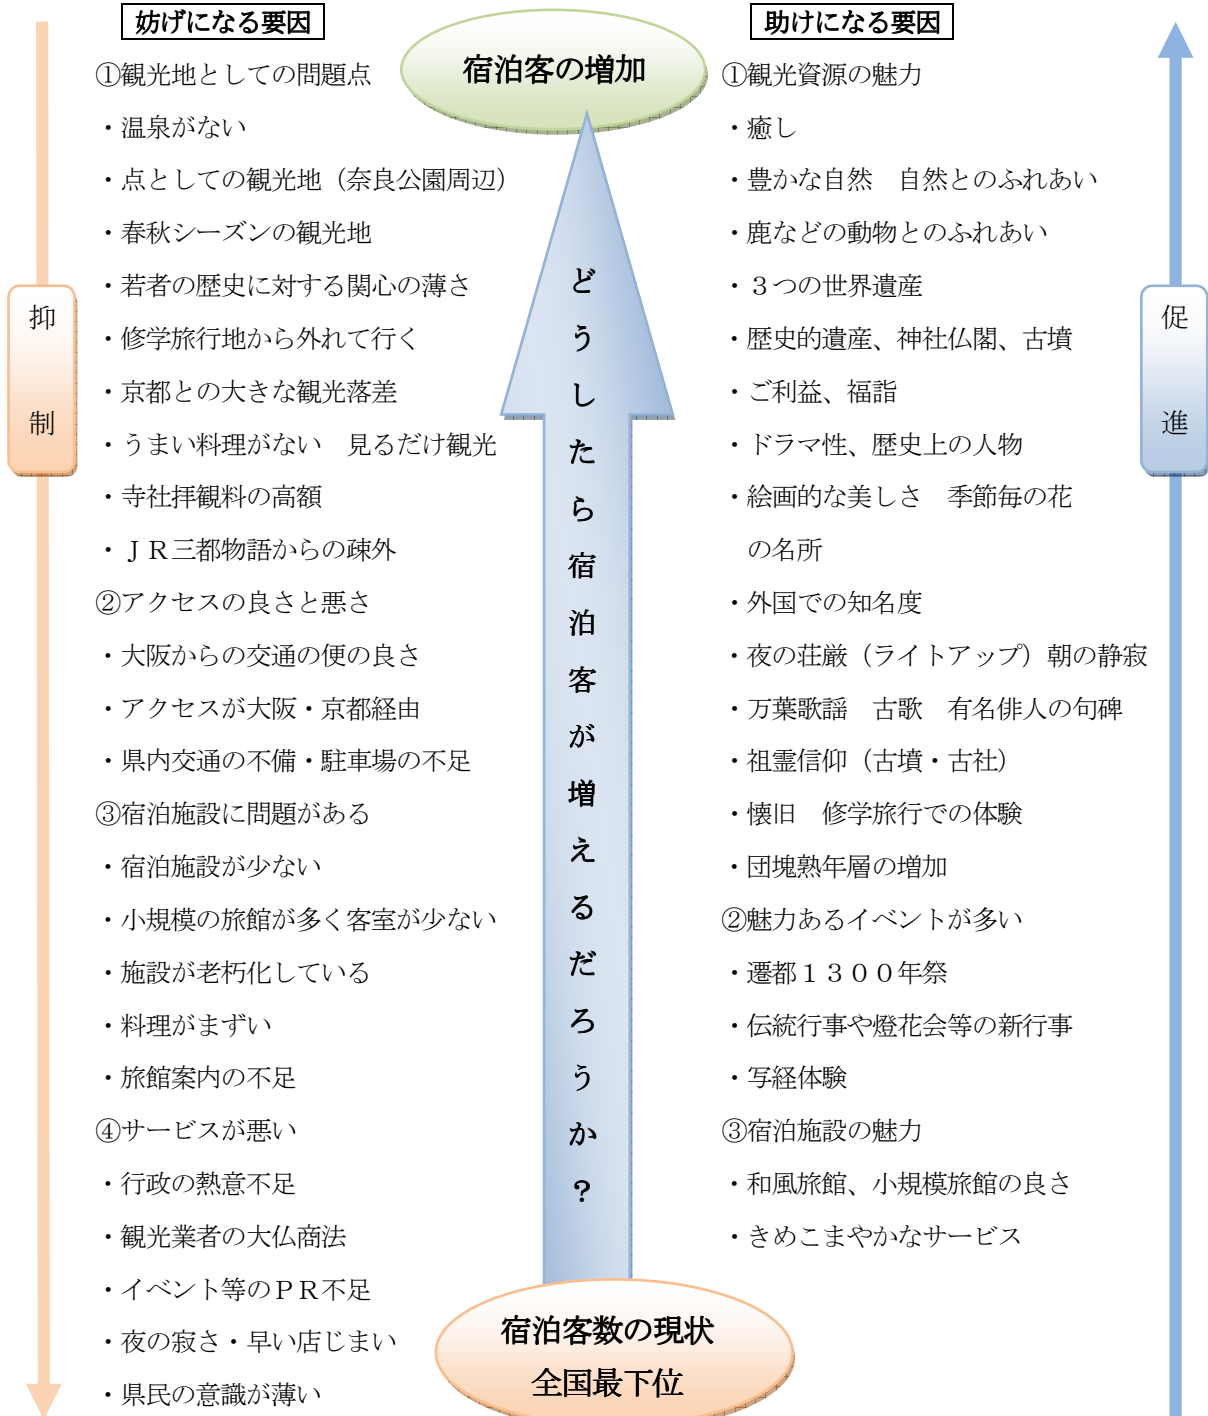 妨げになる要因
①観光地としての問題点
・温泉がない
・点としての観光地（奈良公園周辺）
・春秋シーズンの観光地
・若者の歴史に対する関心の薄さ
・修学旅行地から外れて行く
・京都との大きな観光落差
・うまい料理がない　見るだけ観光
・寺社拝観料の高額
・ＪＲ三都物語からの疎外
②アクセスの良さと悪さ
・大阪からの交通の便の良さ
・アクセスが大阪・京都経由
・県内交通の不備・駐車場の不足
③宿泊施設に問題がある
・宿泊施設が少ない
・小規模の旅館が多く客室が少ない
・施設が老朽化している
・料理がまずい
・旅館案内の不足
④サービスが悪い
・行政の熱意不足
・観光業者の大仏商法
・イベント等のＰＲ不足
・夜の寂さ・早い店じまい
・県民の意識が薄い
抑制
宿泊客の増加
どうしたら宿泊客が増えるだろうか？
宿泊客数の現状
全国最下位
助けになる要因
①観光資源の魅力
・癒し
・豊かな自然　自然とのふれあい
・鹿などの動物とのふれあい
・３つの世界遺産
・歴史的遺産、神社仏閣、古墳
・ご利益、福詣
・ドラマ性、歴史上の人物
・絵画的な美しさ　季節毎の花
の名所
・外国での知名度
・夜の荘厳（ライトアップ）朝の静寂
・万葉歌謡　古歌　有名俳人の句碑
・祖霊信仰（古墳・古社）
・懐旧　修学旅行での体験
・団塊熟年層の増加
②魅力あるイベントが多い
・遷都１３００年祭
・伝統行事や燈花会等の新行事
・写経体験
③宿泊施設の魅力
・和風旅館、小規模旅館の良さ
・きめこまやかなサービス
促進